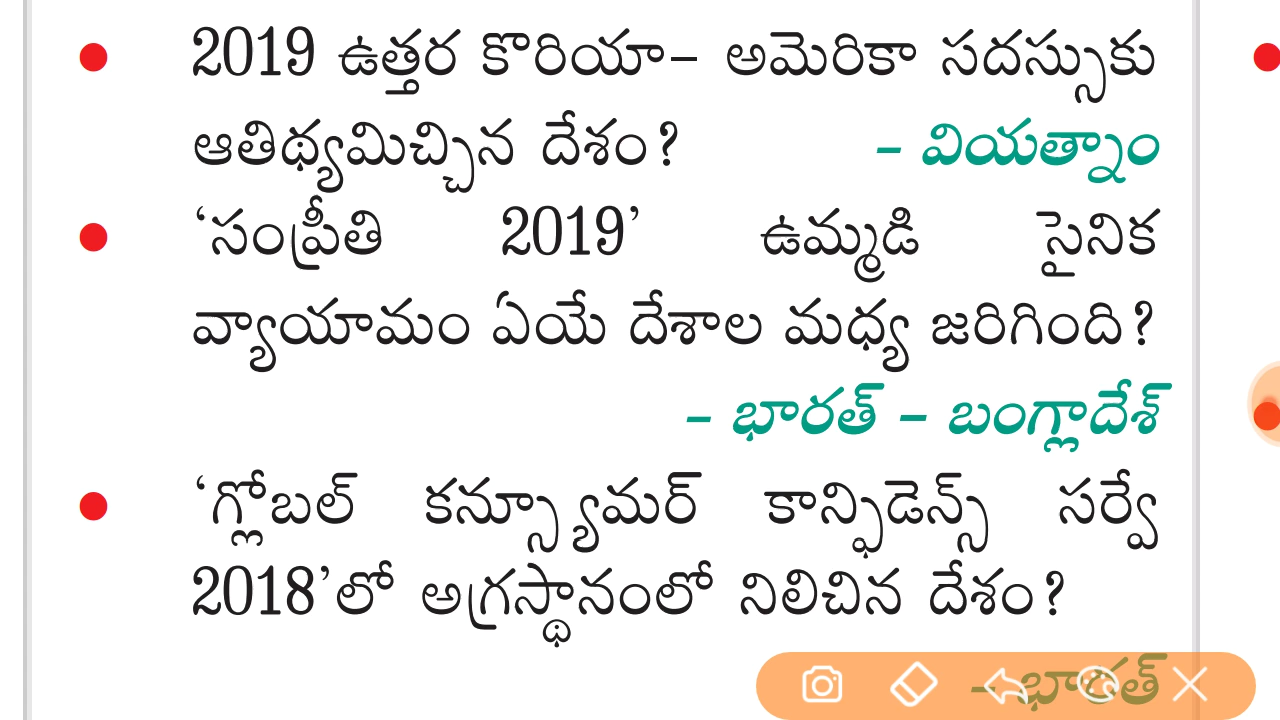 2019 ఉత్తర కొరియా– అమెరికా సదస్సుకు
ఆతిథ్యమిచ్చిన దేశం? – వియత్నాం
‘సంప్రీతి 2019’ ఉమ్మడి సైనిక
వ్యాయామం ఏయే దేశాల మధ్య జరిగింది?
– భారత్ – బంగ్లాదేశ్
‘గ్లోబల్ కన్స్యూమర్ కాన్ఫిడెన్స్ సర్వే
2018’లో అగ్రస్థానంలో నిలిచిన దేశం?
– భారత్